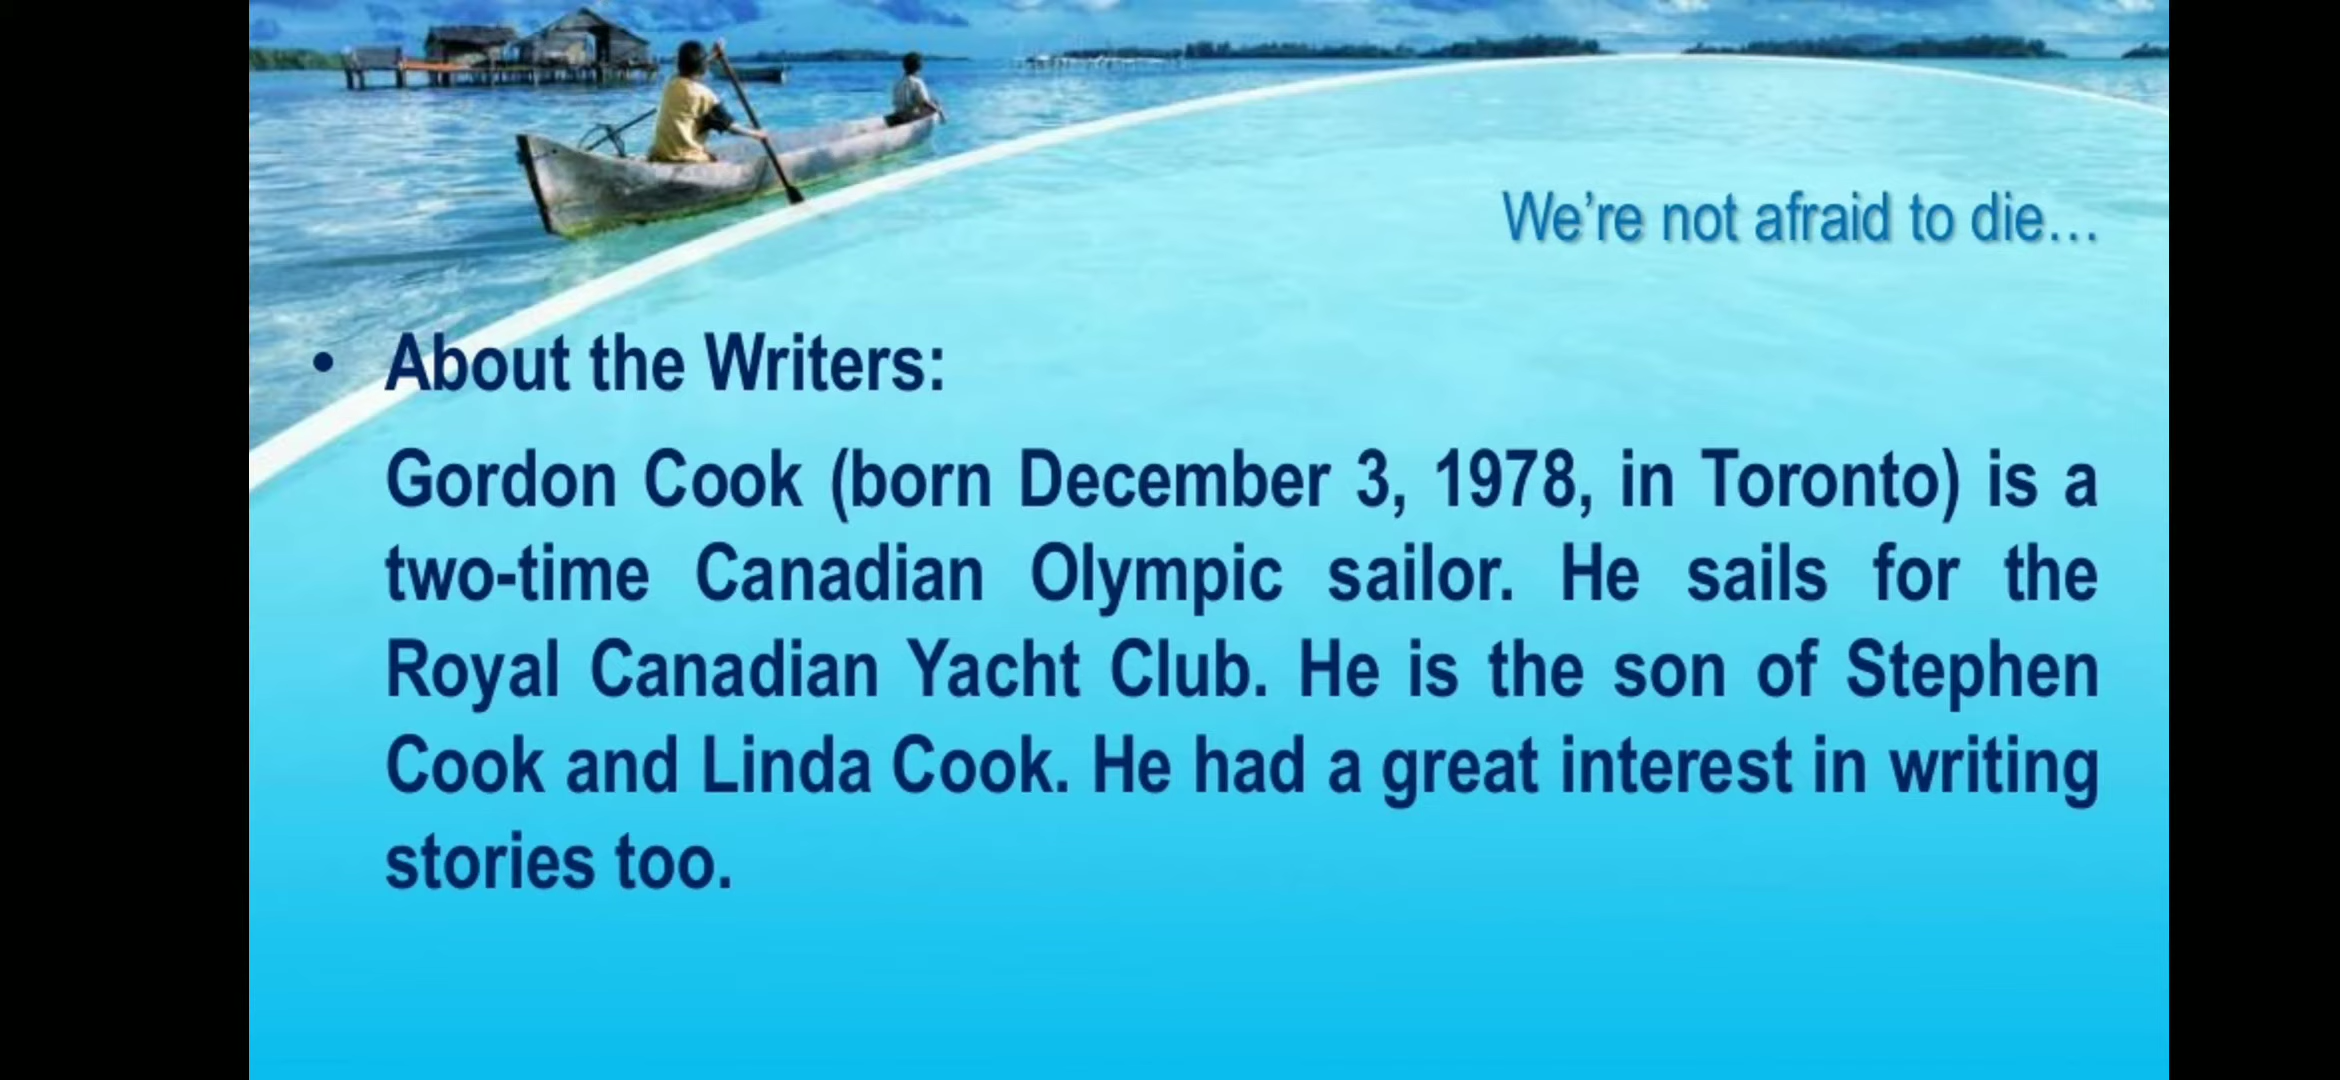 We’re not afraid to die…
• About the Writers:
Gordon Cook (born December 3, 1978, in Toronto) is a
two-time Canadian Olympic sailor. He sails for the
Royal Canadian Yacht Club. He is the son of Stephen
Cook and Linda Cook. He had a great interest in writing
stories too.